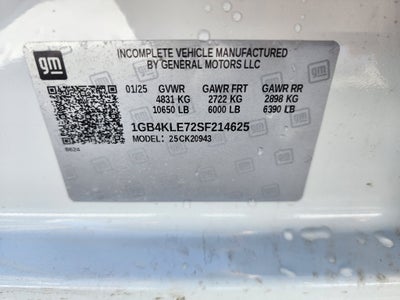 gm
INCOMPLETE VEHICLE MANUFACTURED
BY GENERAL MOTORS LLC
01/25 GVWR GAWR FRT GAWR RR
4831 KG 2722 KG 2898 KG
10650 LB 6000 LB 6390 LB
1GB4KLE72SF214625
MODEL: 25CK20943
8624